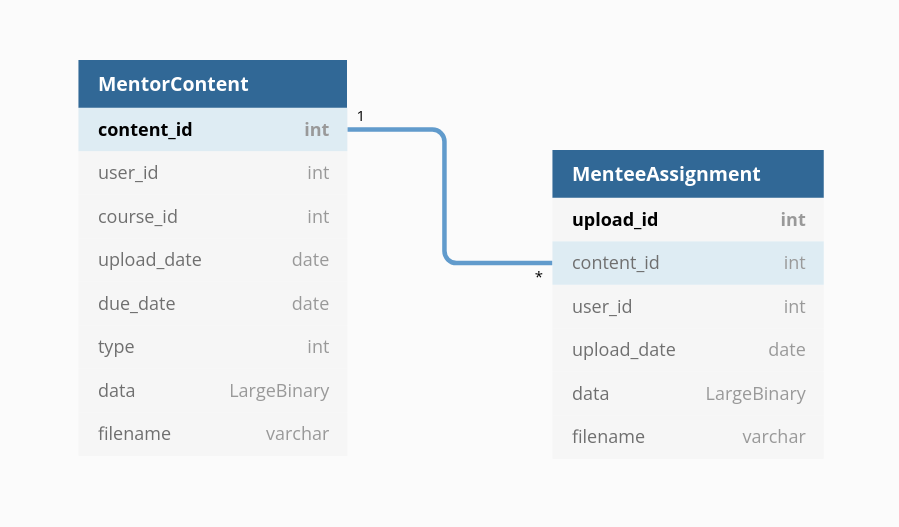 MentorContent
content_id int
user_id int
course_id int
upload_date date
due_date date
type int
data LargeBinary
filename varchar
1
*
MenteeAssignment
upload_id int
content_id int
user_id int
upload_date date
data LargeBinary
filename varchar